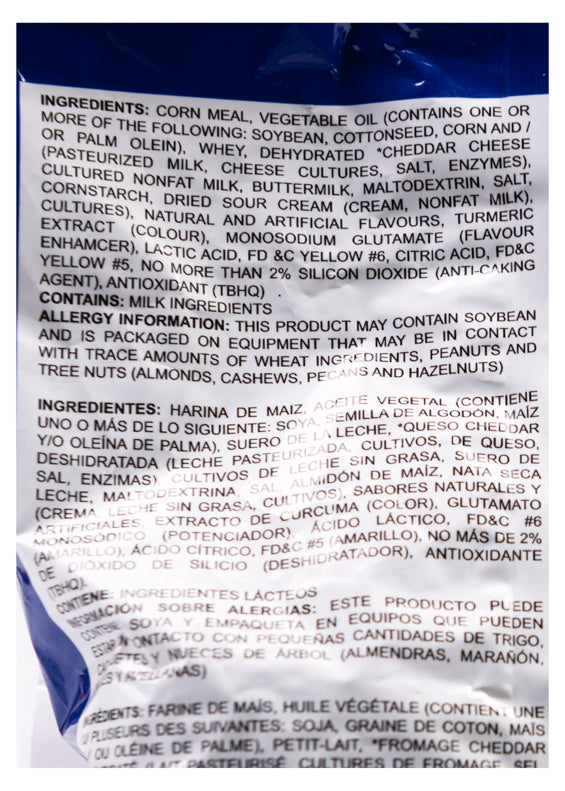 INGREDIENTS: CORN MEAL, VEGETABLE OIL (CONTAINS ONE OR
MORE OF THE FOLLOWING: SOYBEAN, COTTONSEED, CORN AND /
OR PALM OLEIN), WHEY, DEHYDRATED *CHEDDAR CHEESE
(PASTEURIZED MILK, CHEESE CULTURES, SALT, ENZYMES),
CULTURED NONFAT MILK, BUTTERMILK, MALTODEXTRIN, SALT,
CORNSTARCH, DRIED SOUR CREAM (CREAM, NONFAT MILK),
CULTURES), NATURAL AND ARTIFICIAL FLAVOURS, TURMERIC
EXTRACT (COLOUR), MONOSODIUM GLUTAMATE (FLAVOUR
ENHAMCER), LACTIC ACID, FD &C YELLOW #6, CITRIC ACID, FD&C
YELLOW #5, NO MORE THAN 2% SILICON DIOXIDE (ANTI-CAKING
AGENT), ANTIOXIDANT (TBHQ) .
CONTAINS: MILK INGREDIENTS
ALLERGY INFORMATION: THIS PRODUCT MAY CONTAIN SOYBEAN
AND IS PACKAGED ON EQUIPMENT THAT MAY BE IN CONTACT
WITH TRACE AMOUNTS OF WHEAT INGREDIENTS, PEANUTS AND
TREE NUTS (ALMONDS, CASHEWS, PECANS AND HAZELNUTS)
INGREDIENTES: HARINA DE MAIZ, ACEITE VEGETAL (CONTIENE
UNO O MÁS DE LO SIGUIENTE: SOYA, SEMILLA DE ALGODÓN, MAÍZ
Y/O OLEÍNA DE PALMA), SUERO DE LA LECHE, *QUESO CHEDDAR
DESHIDRATADA (LECHE PASTEURIZADA, CULTIVOS, DE QUESO,
SAL, ENZIMAS), CULTIVOS DE LECHE SIN GRASA, SUERO DE
LECHE, MALTODEXTRINA, SAL, ALMIDÓN DE MAÍZ, NATA SECA
(CREMA, LECHE SIN GRASA, CULTIVOS), SABORES NATURALES Y
ARTIFICIALES, EXTRACTO DE CURCUMA (COLOR), GLUTAMATO
MONOSÓDICO (POTENCIADOR), ÁCIDO LÁCTICO, FD&C #6
(AMARILLO), ÁCIDO CÍTRICO, FD&C #5 (AMARILLO), NO MÁS DE 2%
DE DIÓXIDO DE SILICIO (DESHIDRATADOR), ANTIOXIDANTE
(TBHQ).
CONTIENE: INGREDIENTES LÁCTEOS
INFORMACIÓN SOBRE ALERGIAS: ESTE PRODUCTO PUEDE
SOYA Y EMPAQUETA EN EQUIPOS QUE PUEDEN
CONTACTO CON PEQUEÑAS CANTIDADES DE TRIGO,
Y NUECES DE ÁRBOL (ALMENDRAS, MARAÑÓN,
Y AVELLANAS)
FARINE DE MAÏS, HUILE VÉGÉTALE (CONTIENT UNE
PLUSIEURS DES SUIVANTES: SOJA, GRAINE DE COTON, MAÏS
/ OU OLÉINE DE PALME), PETIT-LAIT, *FROMAGE CHEDDAR
(LAIT PASTEURISÉ, CULTURES DE FROMAGE, SEL